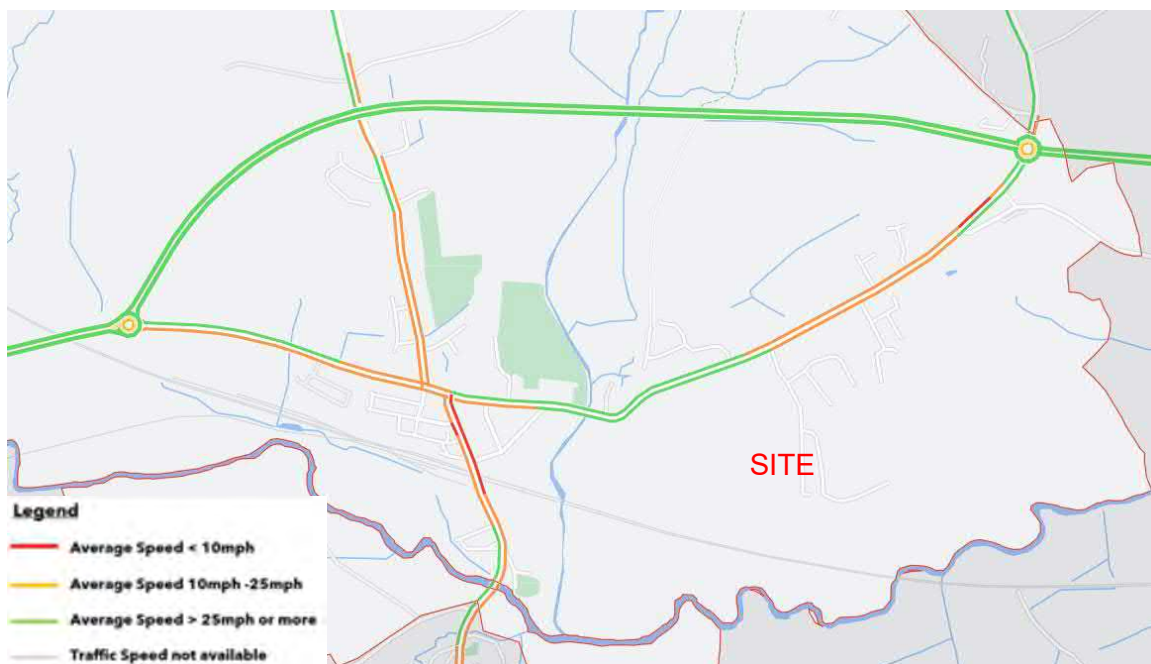 SITE
Legend
Average Speed < 10mph
Average Speed 10mph -25mph
Average Speed > 25mph or more
Traffic Speed not available